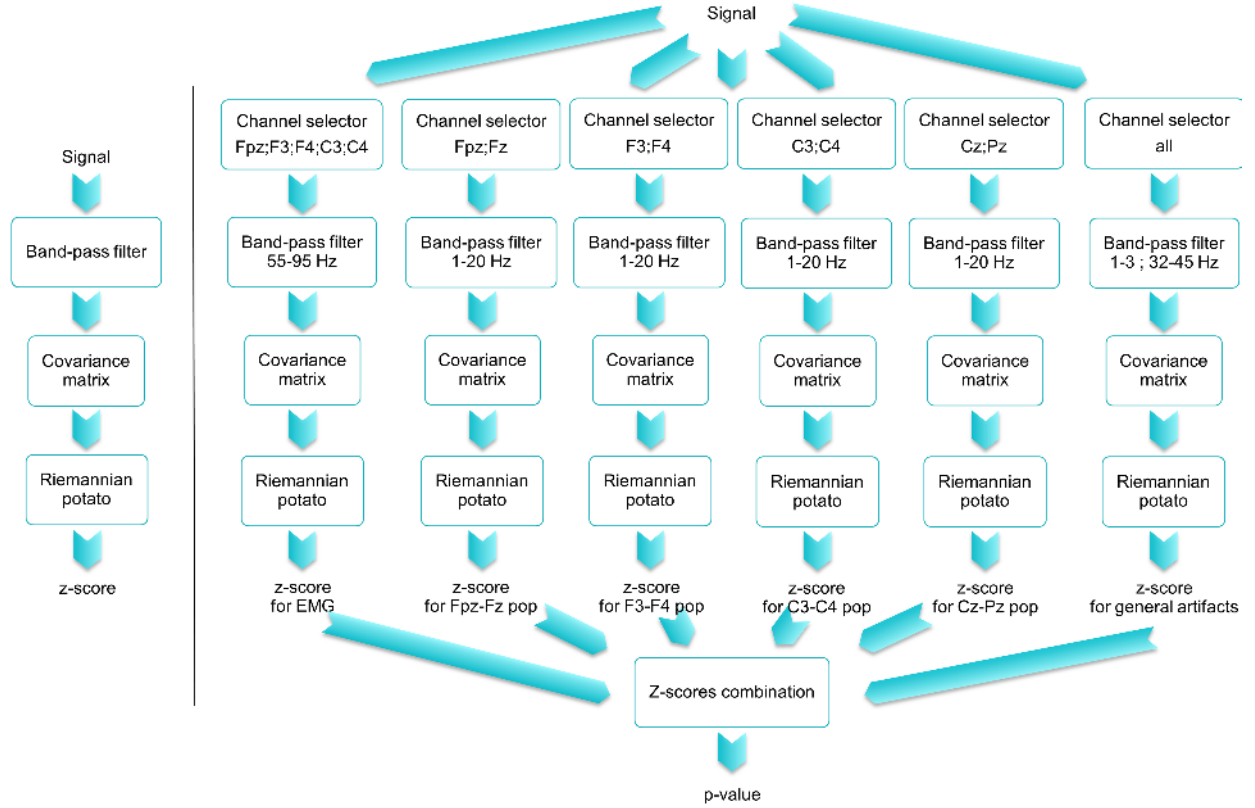 Signal
Band-pass filter
Covariance
matrix
Riemannian
potato
z-score
Signal
Channel selector
Fpz;F3;F4;C3;C4
Channel selector
Fpz;Fz
Channel selector
F3;F4
Channel selector
C3;C4
Channel selector
Cz;Pz
Channel selector
all
Band-pass filter
55-95 Hz
Band-pass filter
1-20 Hz
Band-pass filter
1-20 Hz
Band-pass filter
1-20 Hz
Band-pass filter
1-20 Hz
Band-pass filter
1-3 ; 32-45 Hz
Covariance
matrix
Covariance
matrix
Covariance
matrix
Covariance
matrix
Covariance
matrix
Covariance
matrix
Riemannian
potato
Riemannian
potato
Riemannian
potato
Riemannian
potato
Riemannian
potato
Riemannian
potato
z-score
for EMG
z-score
for Fpz-Fz pop
z-score
for F3-F4 pop
z-score
for C3-C4 pop
z-score
for Cz-Pz pop
z-score
for general artifacts
Z-scores combination
p-value